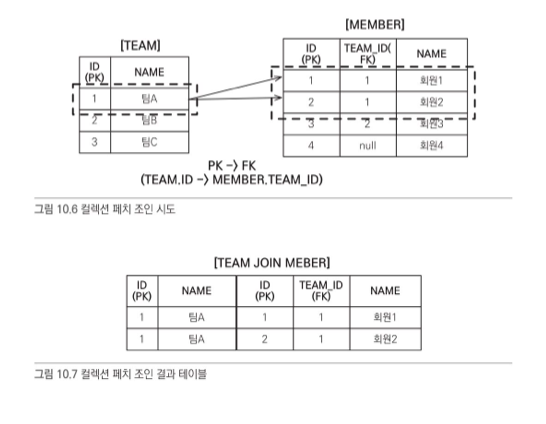 [MEMBER]
[TEAM]
ID (PK) TEAM_ID( FK) NAME
ID (PK) NAME
1 1 회원1
1 팀A
2 1 회원2
2 팀B
3 2 회원3
3 팀C
4 null 회원4
PK -> FK
(TEAM.ID -> MEMBER.TEAM_ID)
그림 10.6 컬렉션 페치 조인 시도
[TEAM JOIN MEBER]
ID (PK) NAME ID (PK) TEAM_ID (FK) NAME
1 팀A 1 1 회원1
1 팀A 2 1 회원2
그림 10.7 컬렉션 페치 조인 결과 테이블